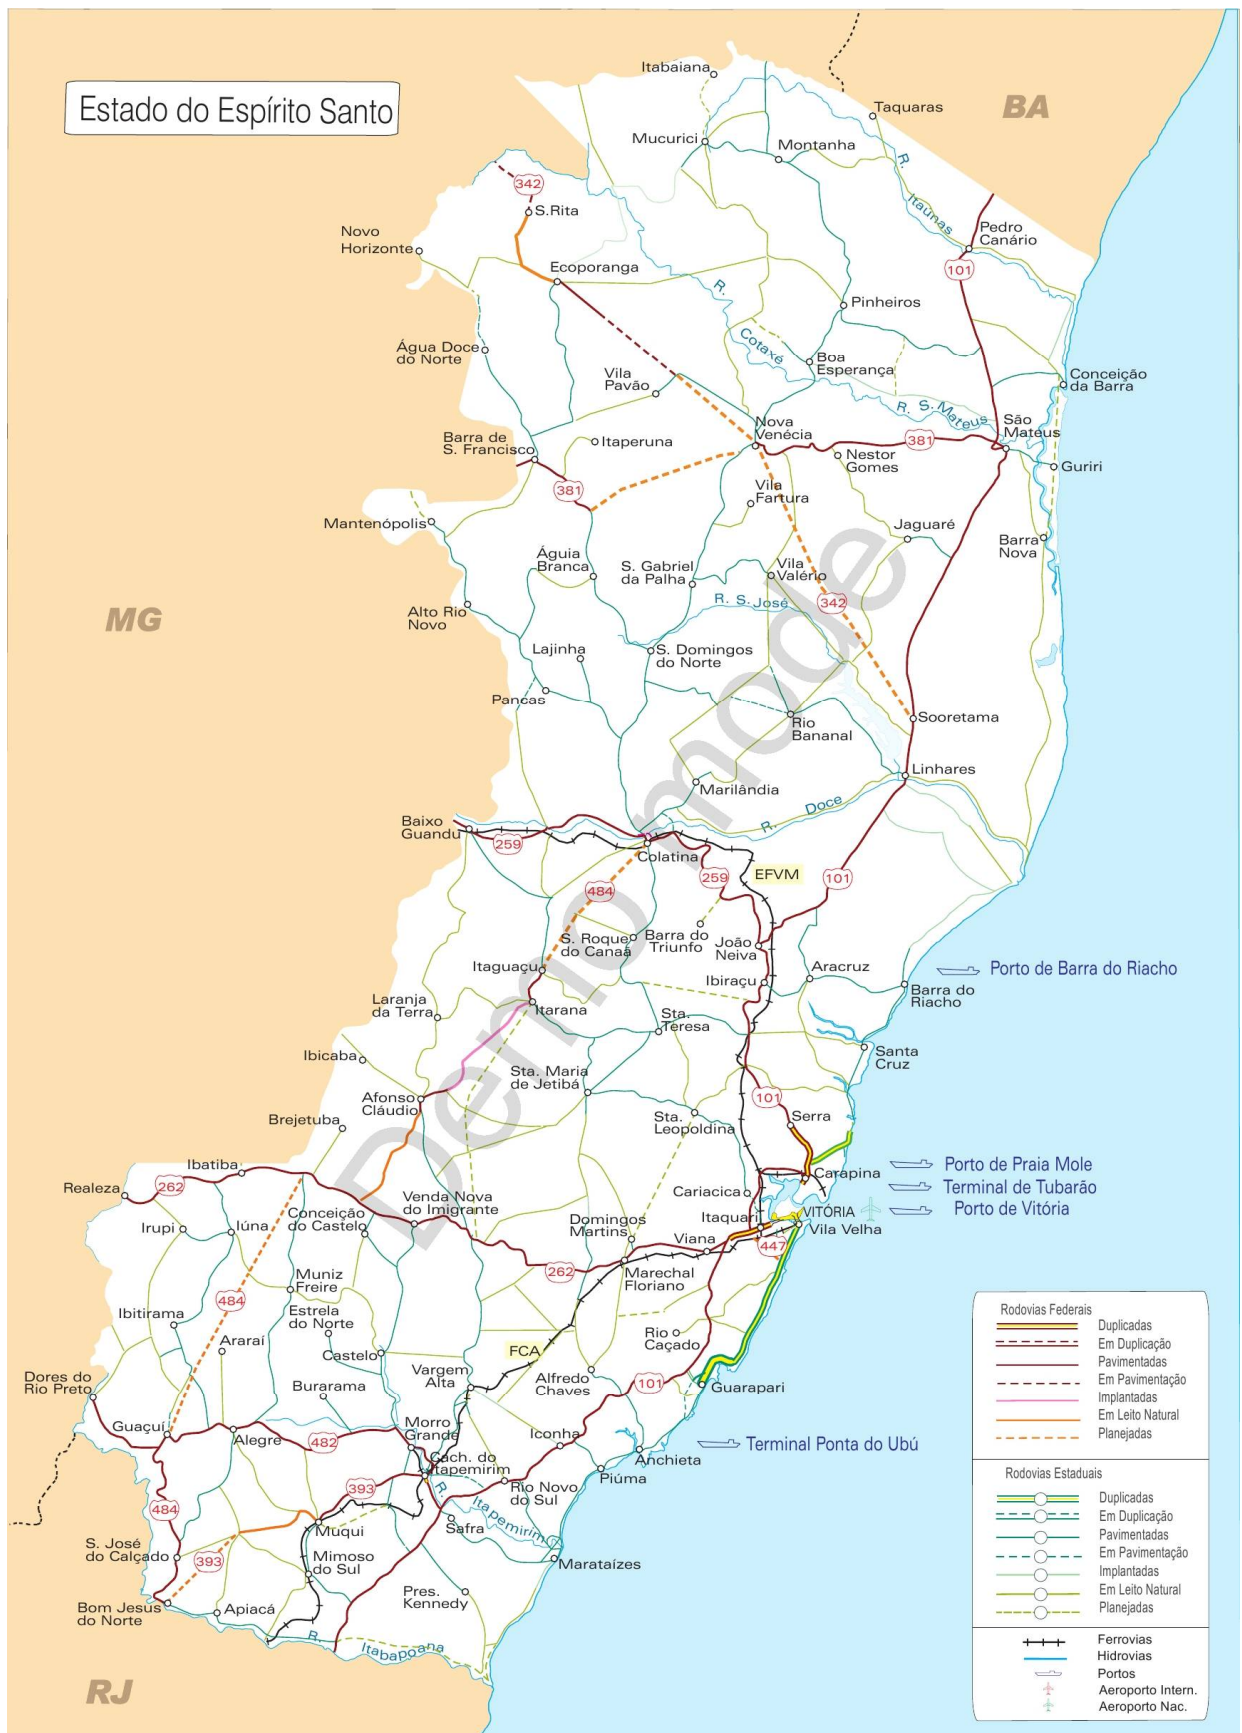 Estado do Espírito Santo
BA
MG
RJ
Demo mode
Itabaiana
Taquaras
Mucurici
Montanha
R.
Itaúnas
342
S.Rita
Novo
Horizonte
Pedro
Canário
101
Ecoporanga
R.
Cotaxé
Pinheiros
Água Doce
do Norte
Vila
Pavão
Boa
Esperança
Conceição
da Barra
R. S. Mateus
São
Mateus
Nova
Venécia
381
Barra de
S. Francisco
Itaperuna
Nestor
Gomes
Guriri
381
Vila
Fartura
Mantenópolis
Jaguaré
Barra
Nova
Águia
Branca
S. Gabriel
da Palha
Vila
Valério
R. S. José
342
Alto Rio
Novo
Lajinha
S. Domingos
do Norte
Pancas
Rio
Bananal
Sooretama
Linhares
Marilândia
R. Doce
Baixo
Guandu
259
Colatina
259
EFVM
101
484
S. Roque
do Canaã
Barra do
Triunfo
João
Neiva
Itaguaçu
Ibiraçu
Aracruz
Porto de Barra do Riacho
Barra do
Riacho
Laranja
da Terra
Itarana
Sta.
Teresa
Ibicaba
Santa
Cruz
Sta. Maria
de Jetibá
Afonso
Cláudio
101
Brejetuba
Sta.
Leopoldina
Serra
Ibatiba
Carapina
Porto de Praia Mole
Terminal de Tubarão
Porto de Vitória
Realeza
262
Cariacica
Venda Nova
do Imigrante
Conceição
do Castelo
Itaquari
VITÓRIA
Vila Velha
Irupi
Iúna
Domingos
Martins
Viana
447
262
Marechal
Floriano
Muniz
Freire
484
Ibitirama
Estrela
do Norte
Araraí
Rio
Caçado
FCA
Castelo
Vargem
Alta
Alfredo
Chaves
101
Guarapari
Dores do
Rio Preto
Burarama
Guaçuí
Alegre
482
Morro
Grande
Iconha
Terminal Ponta do Ubú
Cach. do
Itapemirim
Anchieta
Piúma
393
Rio Novo
do Sul
R. Itapemirim
484
Muqui
Safra
S. José
do Calçado
393
Mimoso
do Sul
Marataízes
Pres.
Kennedy
Bom Jesus
do Norte
Apiacá
R. Itabapoana
Rodovias Federais
Duplicadas
Em Duplicação
Pavimentadas
Em Pavimentação
Implantadas
Em Leito Natural
Planejadas
Rodovias Estaduais
Duplicadas
Em Duplicação
Pavimentadas
Em Pavimentação
Implantadas
Em Leito Natural
Planejadas
Ferrovias
Hidrovias
Portos
Aeroporto Intern.
Aeroporto Nac.